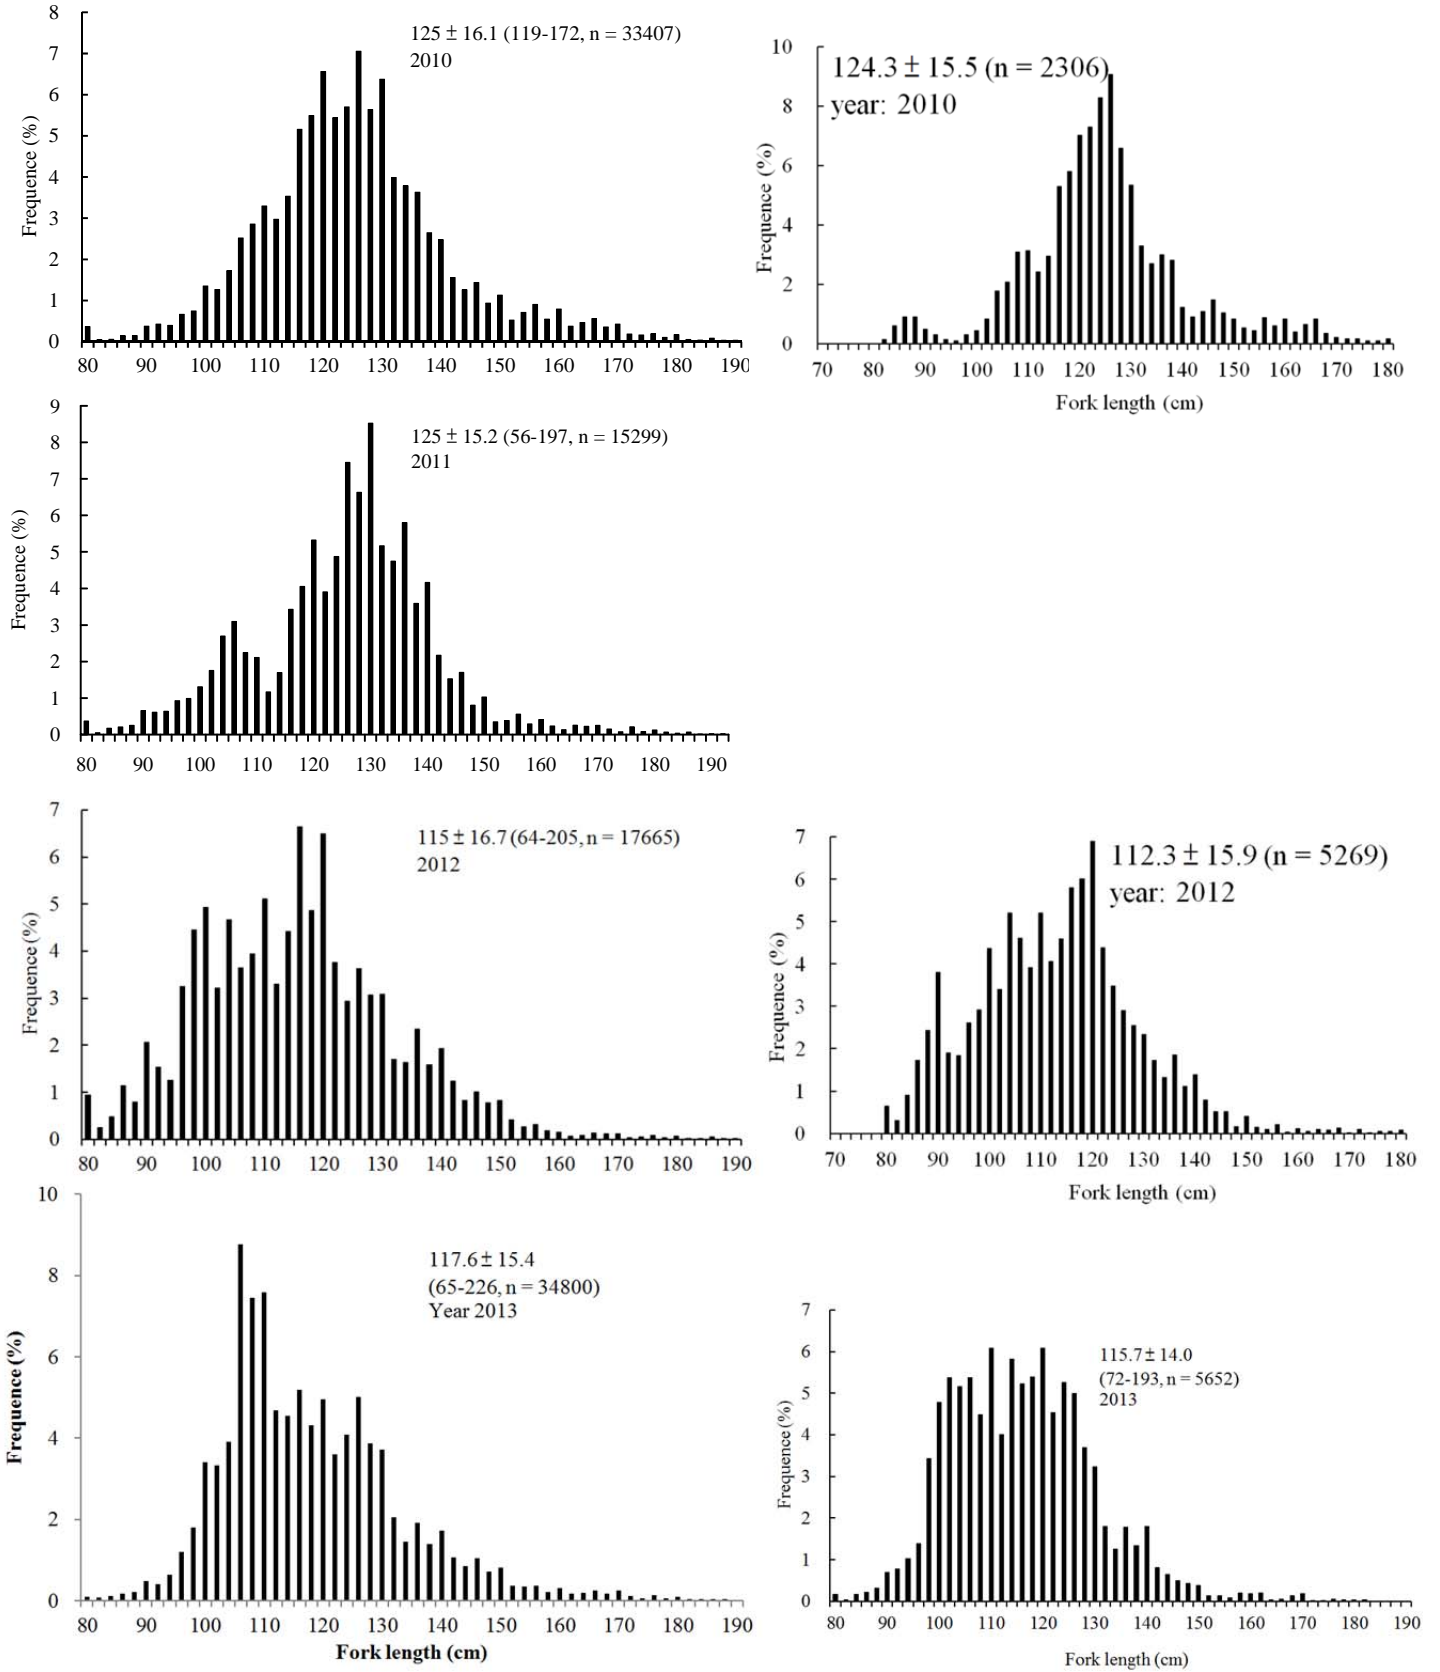 125 ± 16.1 (119-172, n = 33407)
2010
Frequence (%)
8
7
6
5
4
3
2
1
0
80 90 100 110 120 130 140 150 160 170 180 190
124.3 ± 15.5 (n = 2306)
year: 2010
Frequence (%)
10
8
6
4
2
0
70 80 90 100 110 120 130 140 150 160 170 180
Fork length (cm)
125 ± 15.2 (56-197, n = 15299)
2011
Frequence (%)
9
8
7
6
5
4
3
2
1
0
80 90 100 110 120 130 140 150 160 170 180 190
115 ± 16.7 (64-205, n = 17665)
2012
Frequence (%)
7
6
5
4
3
2
1
0
80 90 100 110 120 130 140 150 160 170 180 190
112.3 ± 15.9 (n = 5269)
year: 2012
Frequence (%)
7
6
5
4
3
2
1
0
70 80 90 100 110 120 130 140 150 160 170 180
Fork length (cm)
117.6 ± 15.4
(65-226, n = 34800)
Year 2013
Frequence (%)
10
8
6
4
2
0
80 90 100 110 120 130 140 150 160 170 180 190
Fork length (cm)
115.7 ± 14.0
(72-193, n = 5652)
2013
Frequence (%)
7
6
5
4
3
2
1
0
80 90 100 110 120 130 140 150 160 170 180 190
Fork length (cm)